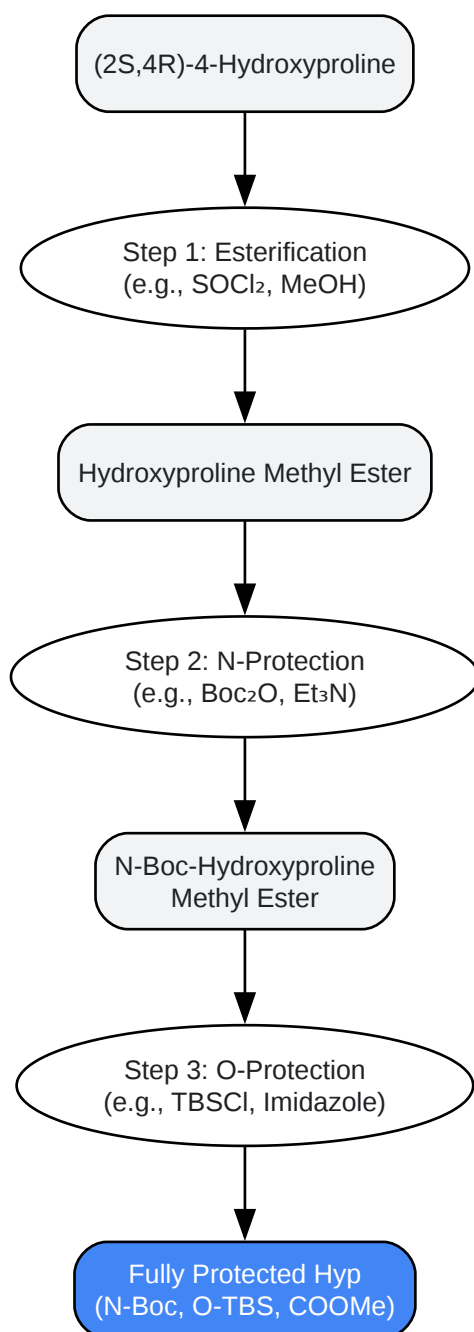 (2S,4R)-4-Hydroxyproline
Step 1: Esterification
(e.g., SOCl₂, MeOH)
Hydroxyproline Methyl Ester
Step 2: N-Protection
(e.g., Boc₂O, Et₃N)
N-Boc-Hydroxyproline
Methyl Ester
Step 3: O-Protection
(e.g., TBSCl, Imidazole)
Fully Protected Hyp
(N-Boc, O-TBS, COOMe)